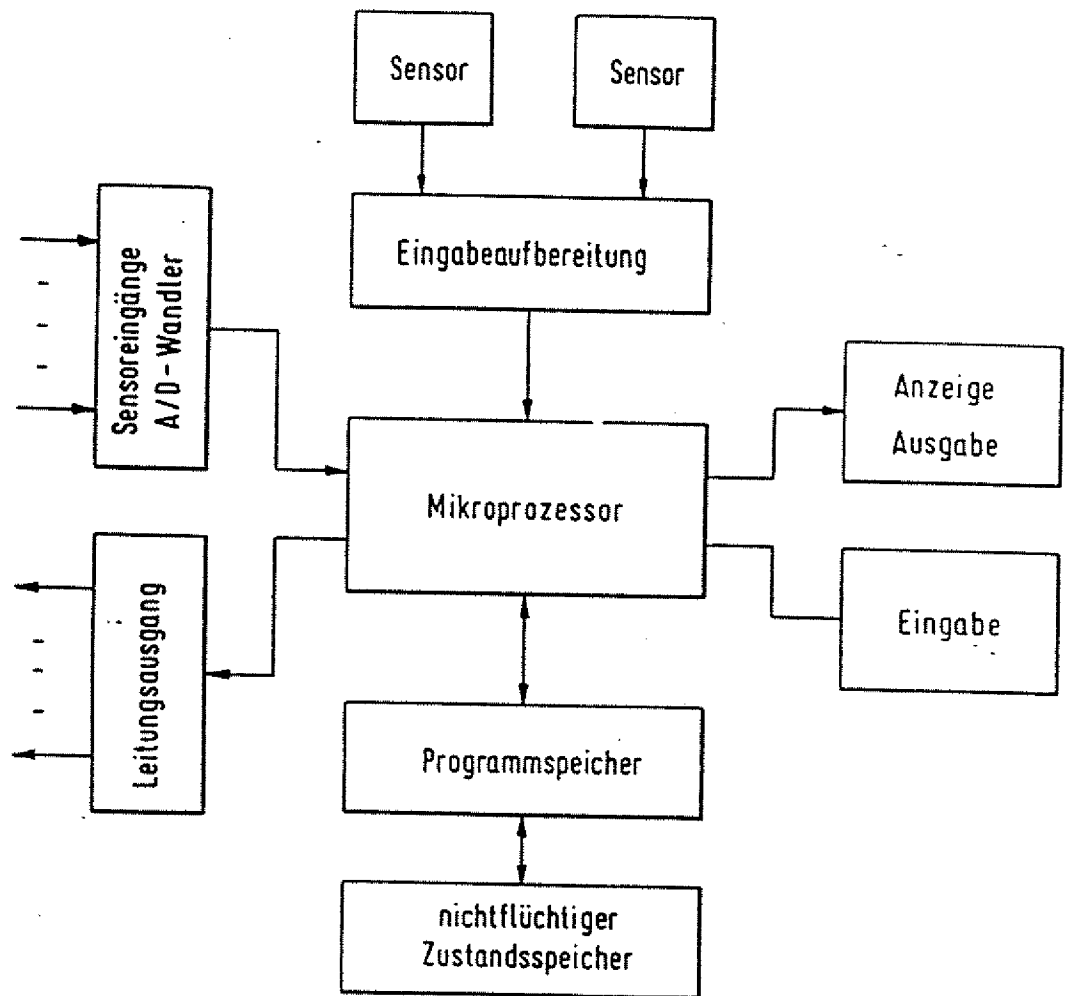 Sensor
Sensor
Eingabeaufbereitung
Sensoreingänge
A/D-Wandler
Anzeige
Ausgabe
Mikroprozessor
Eingabe
Leitungsausgang
Programmspeicher
nichtflüchtiger
Zustandsspeicher